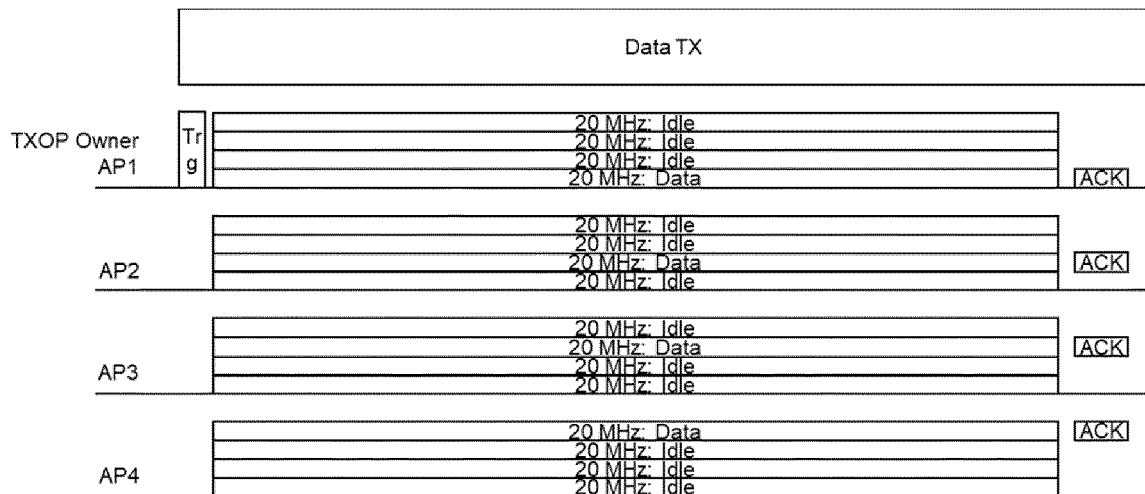 Data TX
TXOP Owner
AP1
Tr
g
20 MHz: Idle
20 MHz: Idle
20 MHz: Idle
20 MHz: Data
ACK
AP2
20 MHz: Idle
20 MHz: Idle
20 MHz: Data
20 MHz: Idle
ACK
AP3
20 MHz: Idle
20 MHz: Data
20 MHz: Idle
20 MHz: Idle
ACK
AP4
20 MHz: Data
20 MHz: Idle
20 MHz: Idle
20 MHz: Idle
ACK